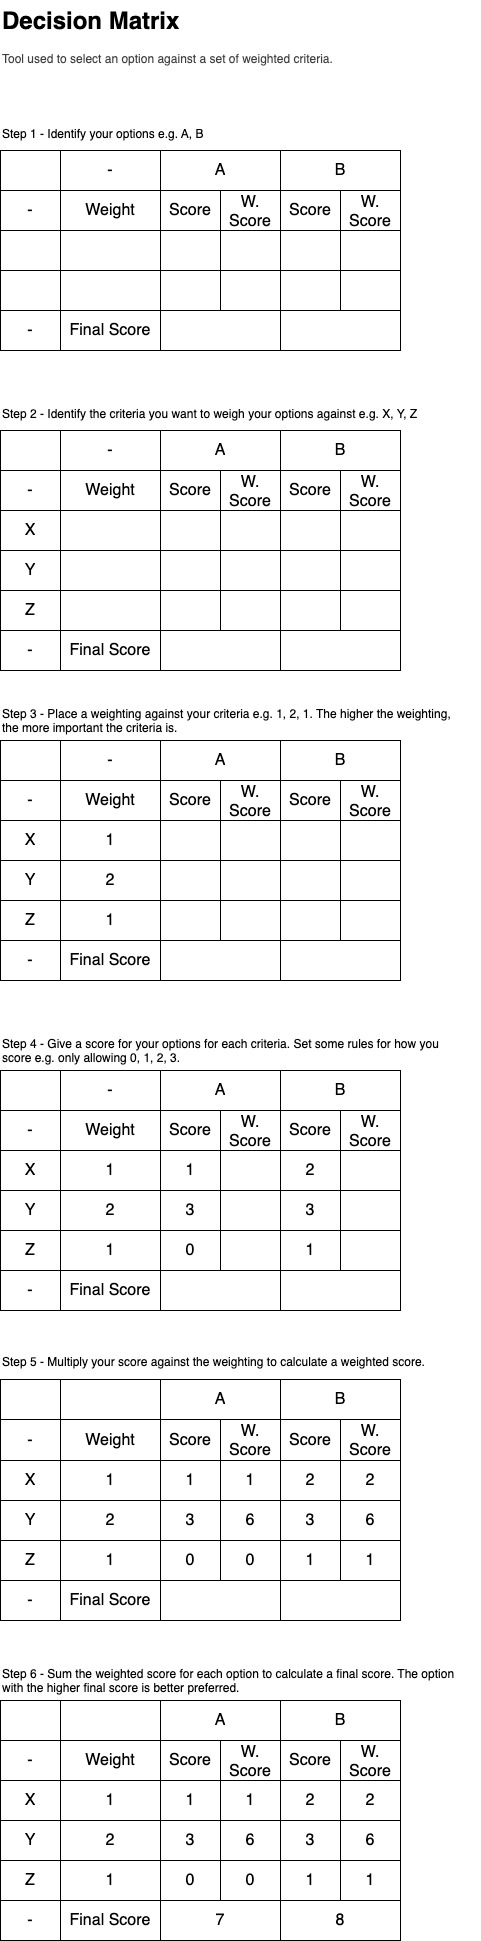 Decision Matrix
Tool used to select an option against a set of weighted criteria.
Step 1 - Identify your options e.g. A, B
- A B
- Weight Score W. Score Score W. Score
- Final Score
Step 2 - Identify the criteria you want to weigh your options against e.g. X, Y, Z
- A B
- Weight Score W. Score Score W. Score
X
Y
Z
- Final Score
Step 3 - Place a weighting against your criteria e.g. 1, 2, 1. The higher the weighting,
the more important the criteria is.
- A B
- Weight Score W. Score Score W. Score
X 1
Y 2
Z 1
- Final Score
Step 4 - Give a score for your options for each criteria. Set some rules for how you
score e.g. only allowing 0, 1, 2, 3.
- A B
- Weight Score W. Score Score W. Score
X 1 1 2
Y 2 3 3
Z 1 0 1
- Final Score
Step 5 - Multiply your score against the weighting to calculate a weighted score.
A B
- Weight Score W. Score Score W. Score
X 1 1 1 2 2
Y 2 3 6 3 6
Z 1 0 0 1 1
- Final Score
Step 6 - Sum the weighted score for each option to calculate a final score. The option
with the higher final score is better preferred.
A B
- Weight Score W. Score Score W. Score
X 1 1 1 2 2
Y 2 3 6 3 6
Z 1 0 0 1 1
- Final Score 7 8